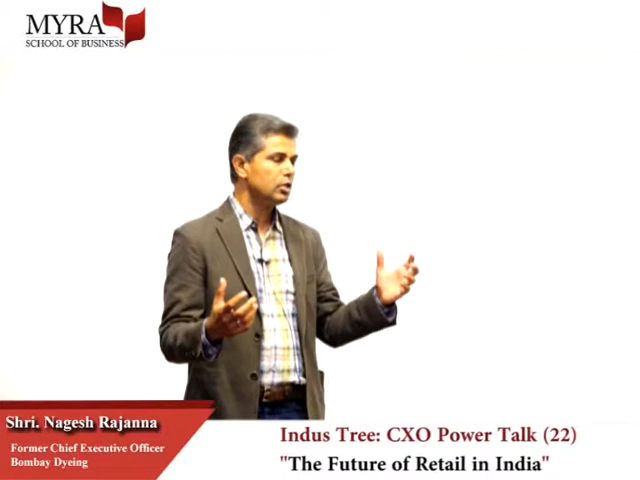 MYRA
SCHOOL OF BUSINESS
Shri. Nagesh Rajanna
Former Chief Executive Officer
Bombay Dyeing
Indus Tree: CXO Power Talk (22)
"The Future of Retail in India"